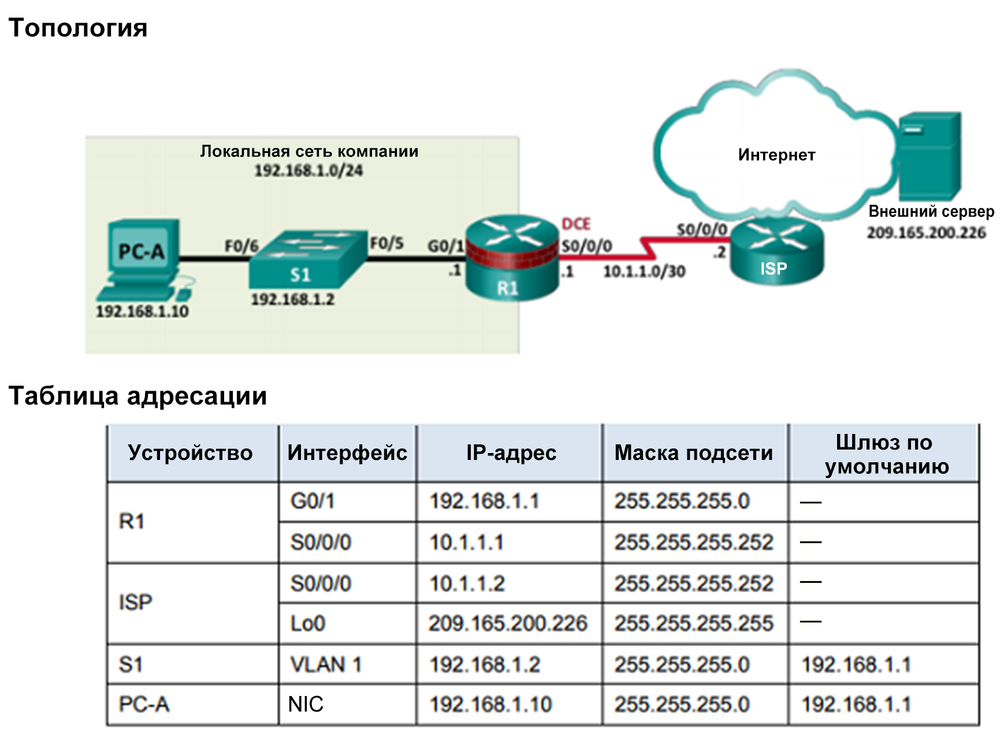 Топология
Локальная сеть компании
192.168.1.0/24
Интернет
Внешний сервер
209.165.200.226
PC-A
192.168.1.10
F0/6
S1
192.168.1.2
F0/5
G0/1
.1
R1
DCE
S0/0/0
.1
10.1.1.0/30
S0/0/0
.2
ISP
Таблица адресации
Устройство Интерфейс IP-адрес Маска подсети Шлюз по умолчанию
R1 G0/1 192.168.1.1 255.255.255.0 —
S0/0/0 10.1.1.1 255.255.255.252 —
ISP S0/0/0 10.1.1.2 255.255.255.252 —
Lo0 209.165.200.226 255.255.255.255 —
S1 VLAN 1 192.168.1.2 255.255.255.0 192.168.1.1
PC-A NIC 192.168.1.10 255.255.255.0 192.168.1.1